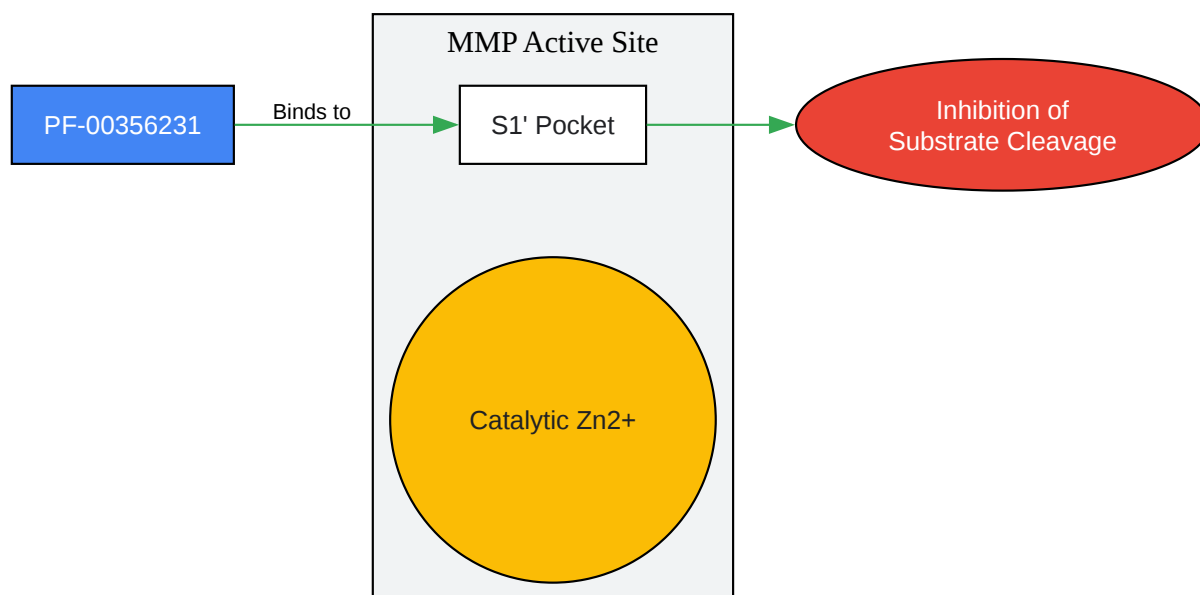 MMP Active Site
PF-00356231
Binds to
S1' Pocket
Inhibition of
Substrate Cleavage
Catalytic Zn2+